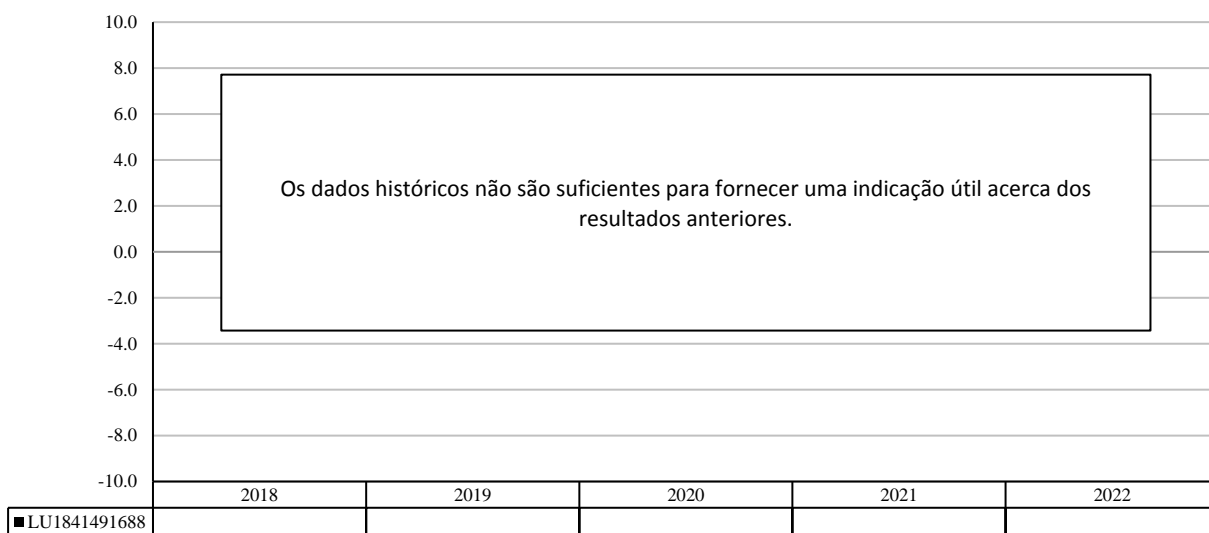 10.0
8.0
6.0
4.0
2.0
0.0
-2.0
-4.0
-6.0
-8.0
-10.0
Os dados históricos não são suficientes para fornecer uma indicação útil acerca dos
resultados anteriores.
2018 2019 2020 2021 2022
LU1841491688